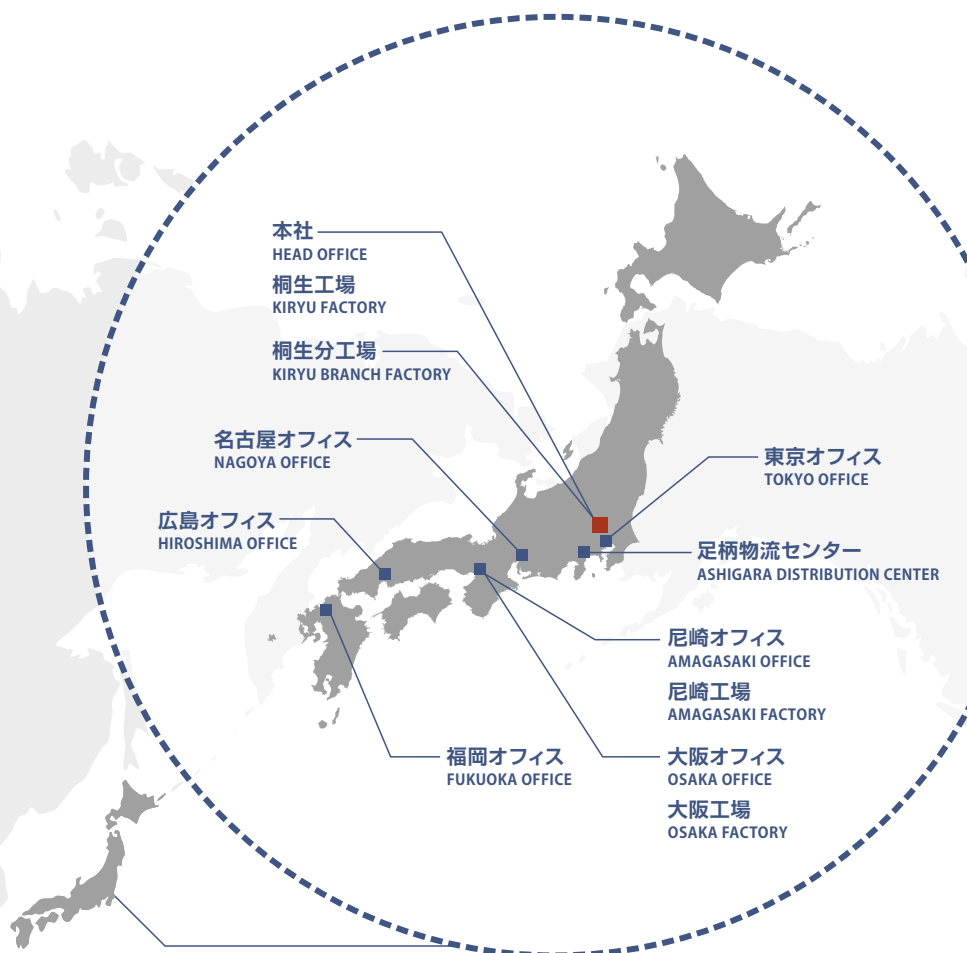 本社
HEAD OFFICE
桐生工場
KIRYU FACTORY
桐生分工場
KIRYU BRANCH FACTORY
名古屋オフィス
NAGOYA OFFICE
広島オフィス
HIROSHIMA OFFICE
東京オフィス
TOKYO OFFICE
足柄物流センター
ASHIGARA DISTRIBUTION CENTER
尼崎オフィス
AMAGASAKI OFFICE
尼崎工場
AMAGASAKI FACTORY
福岡オフィス
FUKUOKA OFFICE
大阪オフィス
OSAKA OFFICE
大阪工場
OSAKA FACTORY